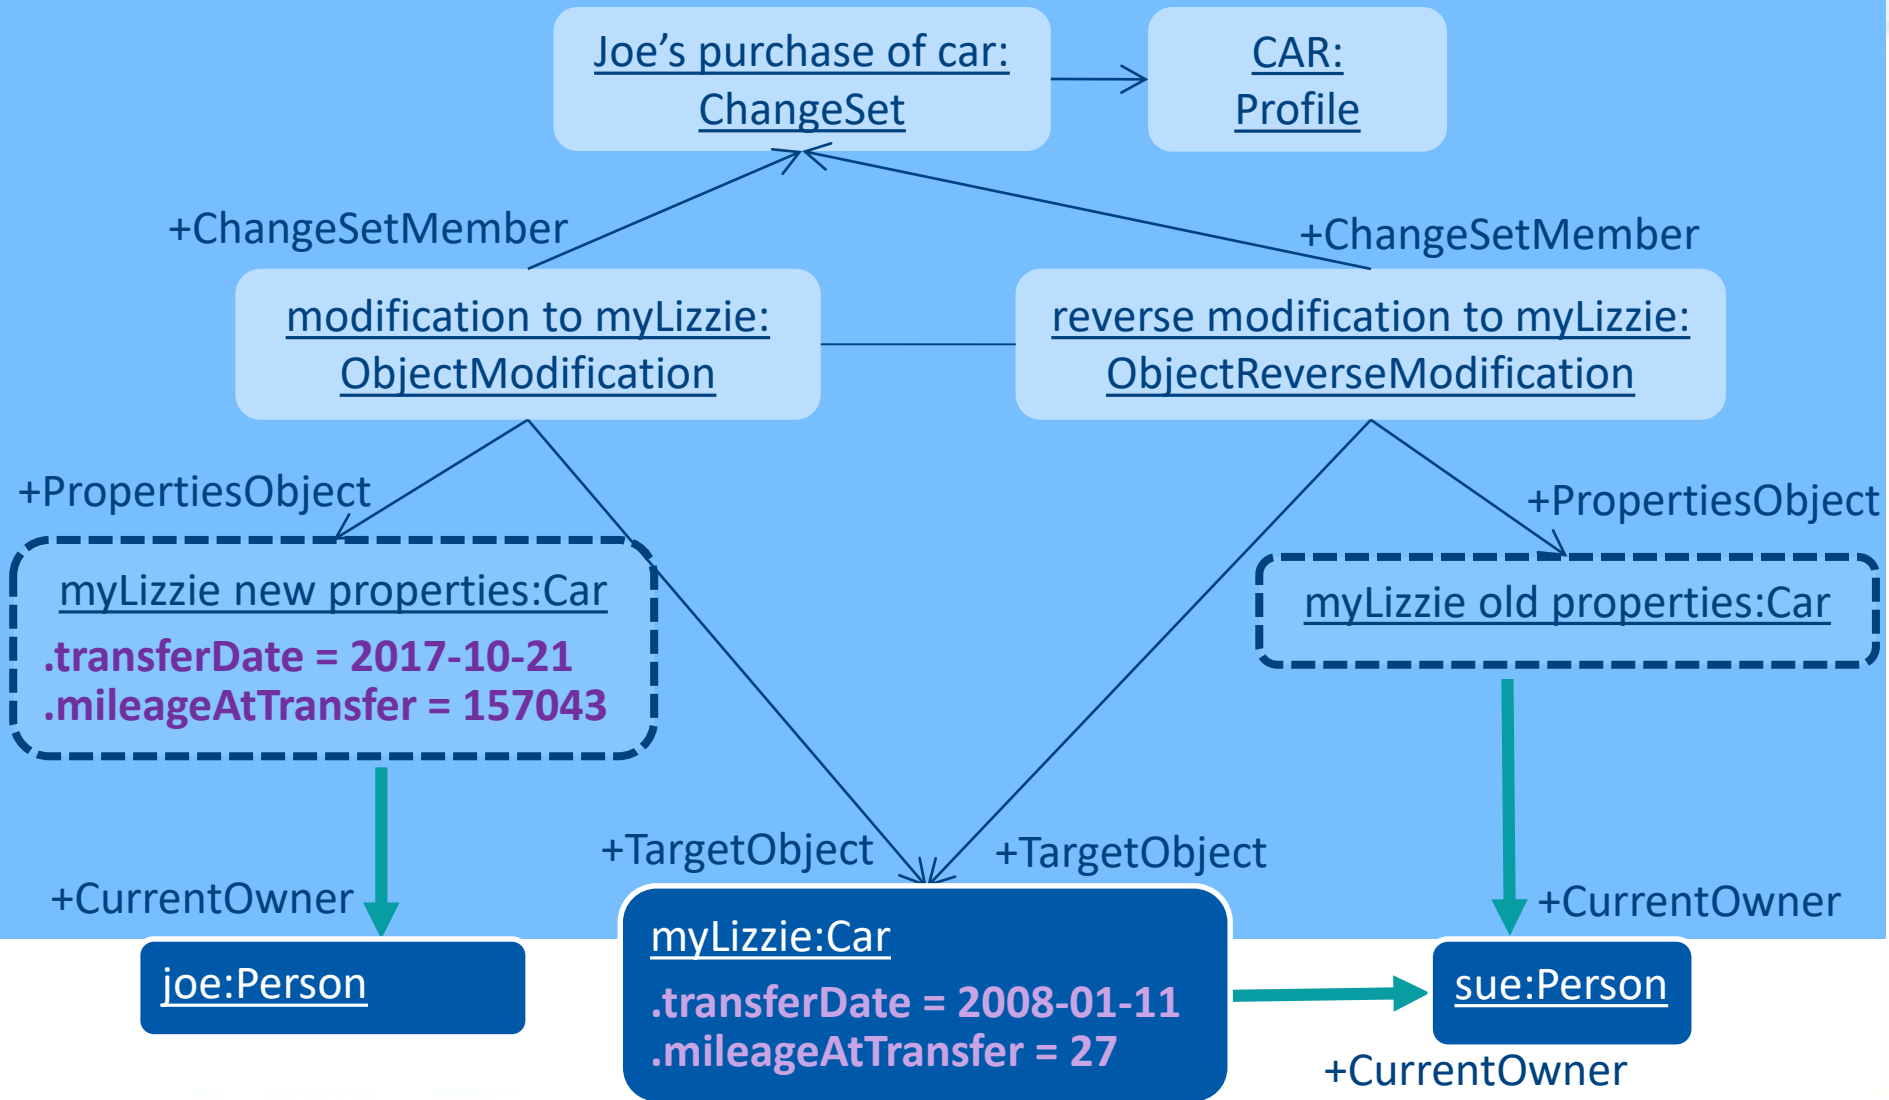 Joe’s purchase of car:
ChangeSet
CAR:
Profile
+ChangeSetMember
+ChangeSetMember
modification to myLizzie:
ObjectModification
reverse modification to myLizzie:
ObjectReverseModification
+PropertiesObject
+PropertiesObject
myLizzie new properties:Car
.transferDate = 2017-10-21
.mileageAtTransfer = 157043
myLizzie old properties:Car
+TargetObject
+TargetObject
+CurrentOwner
+CurrentOwner
joe:Person
myLizzie:Car
.transferDate = 2008-01-11
.mileageAtTransfer = 27
sue:Person
+CurrentOwner